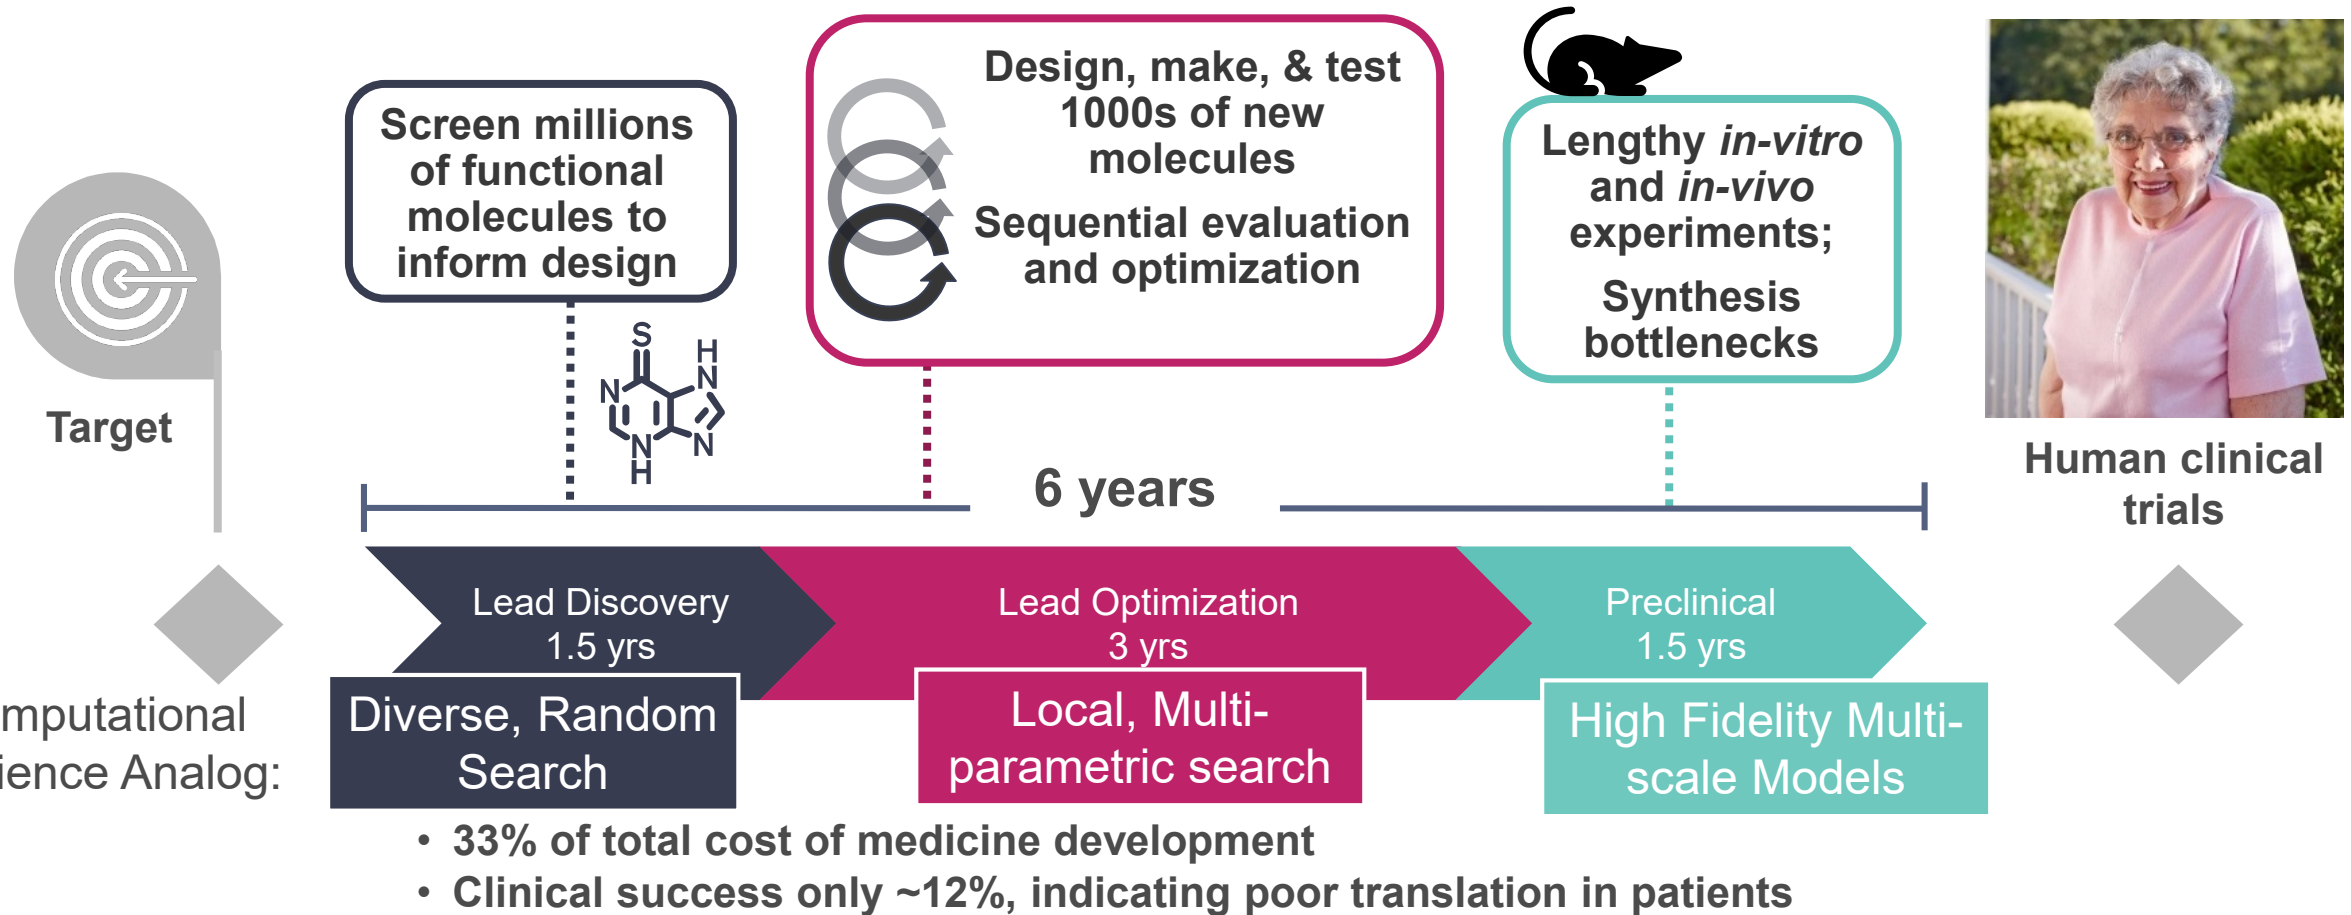 Screen millions
of functional
molecules to
inform design
Design, make, & test
1000s of new
molecules
Sequential evaluation
and optimization
Lengthy in-vitro
and in-vivo
experiments;
Synthesis
bottlenecks
Target
S
H
N
N
N
N
H
Human clinical
trials
6 years
Lead Discovery
1.5 yrs
Lead Optimization
3 yrs
Preclinical
1.5 yrs
mputational
ience Analog:
Diverse, Random
Search
Local, Multi-
parametric search
High Fidelity Multi-
scale Models
• 33% of total cost of medicine development
• Clinical success only ~12%, indicating poor translation in patients